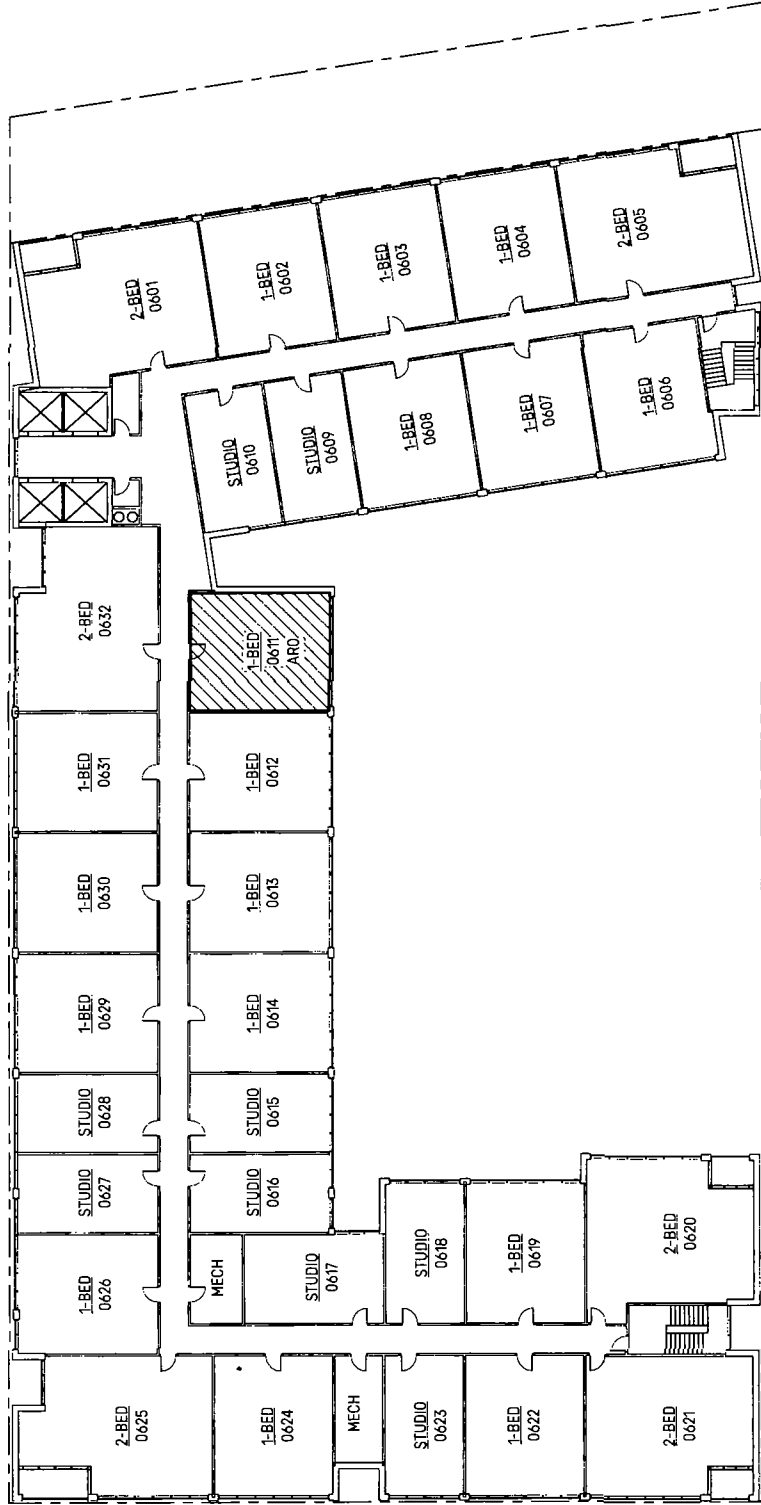 2-BED
0601
1-BED
0602
1-BED
0603
1-BED
0604
2-BED
0605
1-BED
0606
1-BED
0607
1-BED
0608
STUDIO
0609
STUDIO
0610
1-BED
0611
ARO
1-BED
0612
1-BED
0613
1-BED
0614
STUDIO
0615
STUDIO
0616
MECH
STUDIO
0617
STUDIO
0618
1-BED
0619
2-BED
0620
2-BED
0621
1-BED
0622
STUDIO
0623
MECH
1-BED
0624
2-BED
0625
1-BED
0626
STUDIO
0627
STUDIO
0628
1-BED
0629
1-BED
0630
1-BED
0631
2-BED
0632